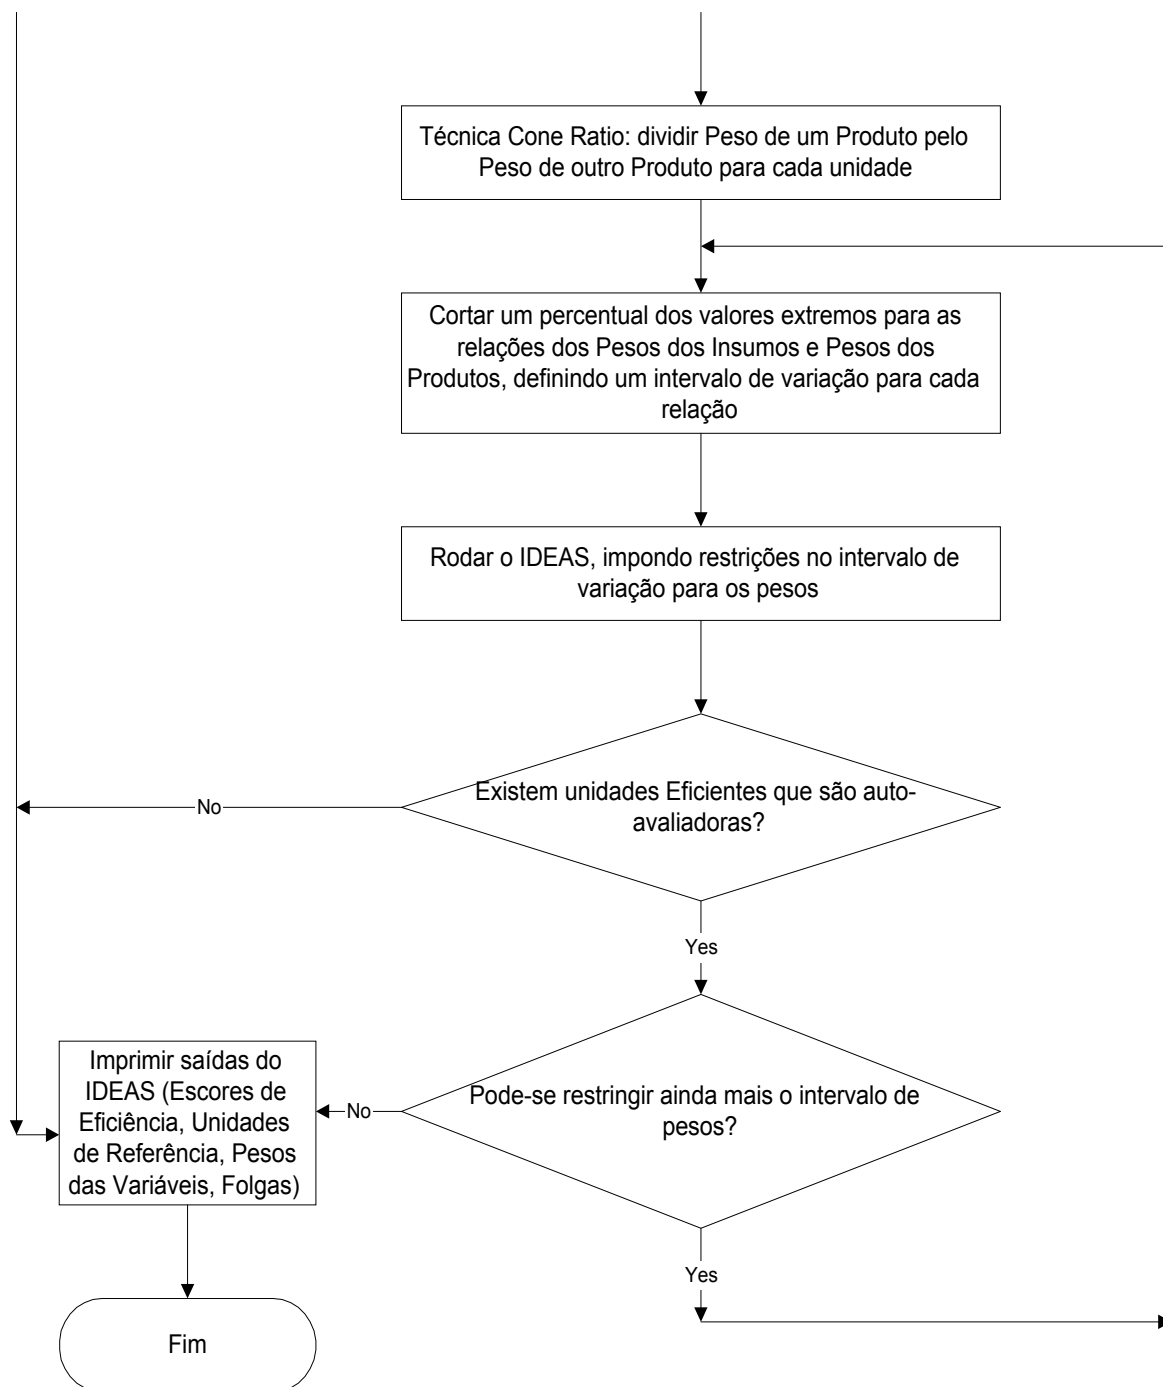 Técnica Cone Ratio: dividir Peso de um Produto pelo
Peso de outro Produto para cada unidade
Cortar um percentual dos valores extremos para as
relações dos Pesos dos Insumos e Pesos dos
Produtos, definindo um intervalo de variação para cada
relação
Rodar o IDEAS, impondo restrições no intervalo de
variação para os pesos
Existem unidades Eficientes que são auto-
avaliadoras?
No
Yes
Pode-se restringir ainda mais o intervalo de
pesos?
No
Imprimir saídas do
IDEAS (Escores de
Eficiência, Unidades
de Referência, Pesos
das Variáveis, Folgas)
Yes
Fim